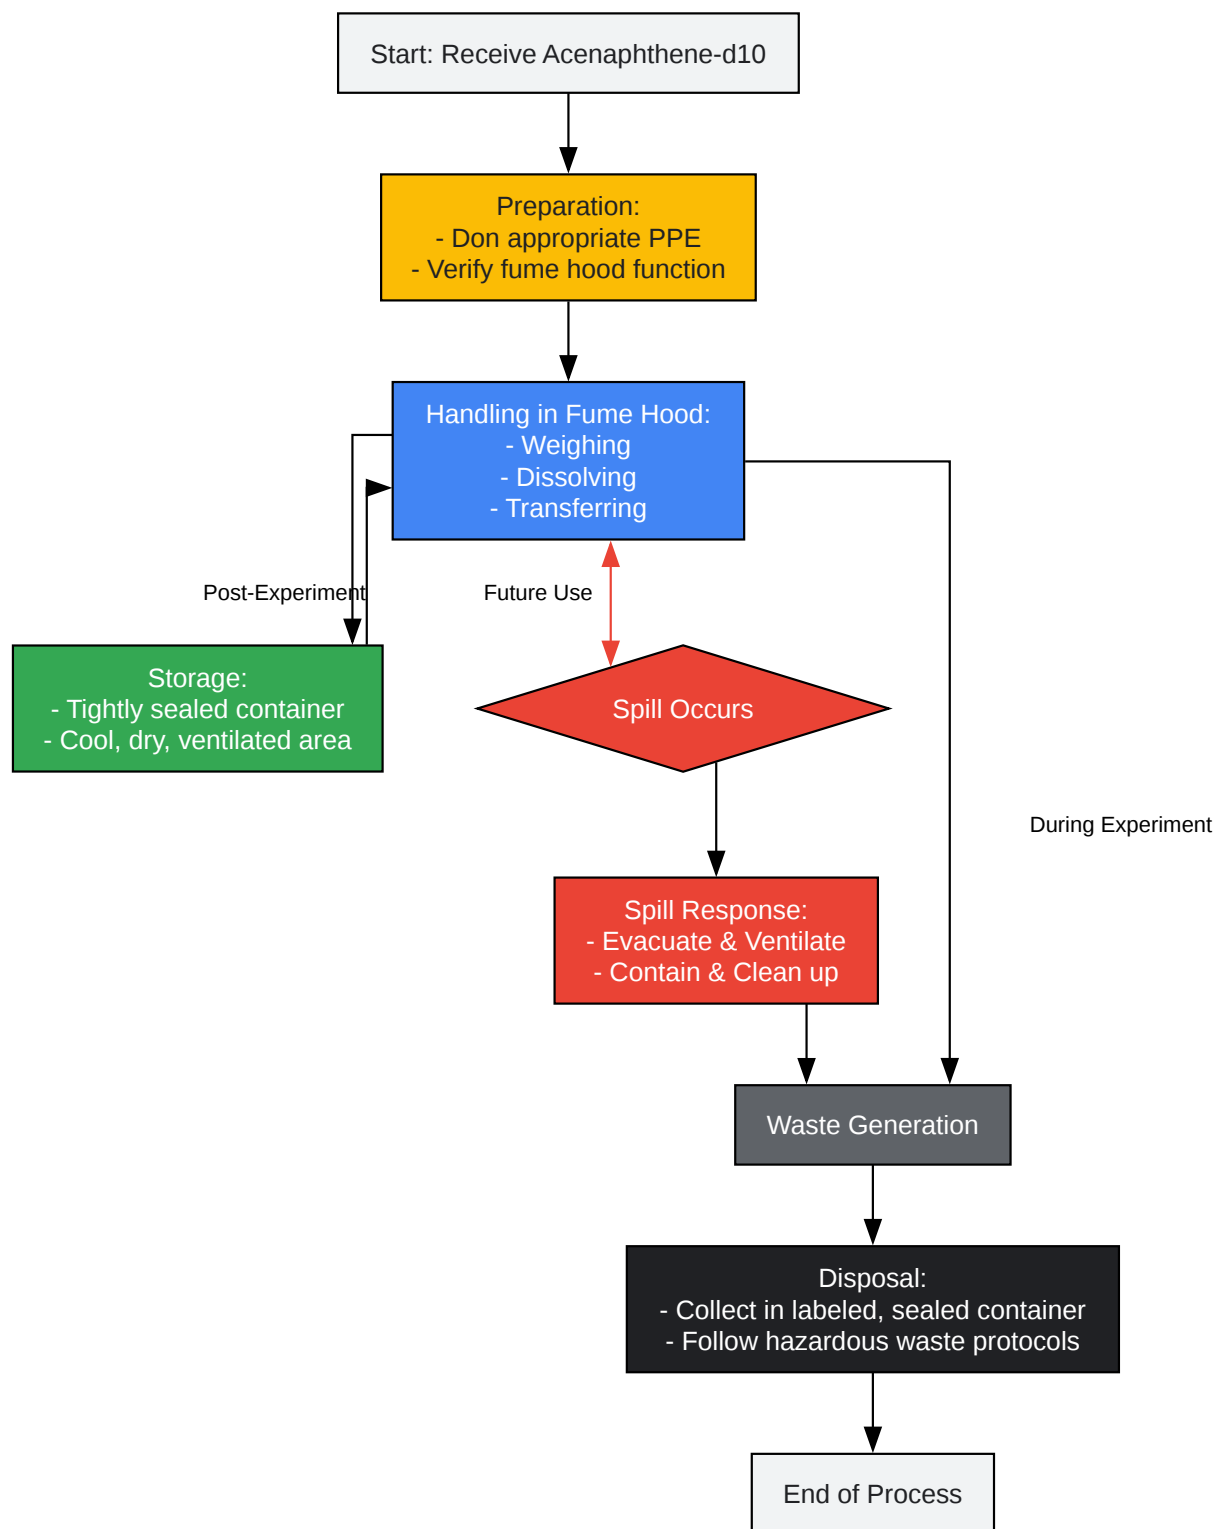 Start: Receive Acenaphthene-d10
Preparation:
- Don appropriate PPE
- Verify fume hood function
Handling in Fume Hood:
- Weighing
- Dissolving
- Transferring
Post-Experiment
Future Use
Storage:
- Tightly sealed container
- Cool, dry, ventilated area
Spill Occurs
During Experiment
Spill Response:
- Evacuate & Ventilate
- Contain & Clean up
Waste Generation
Disposal:
- Collect in labeled, sealed container
- Follow hazardous waste protocols
End of Process